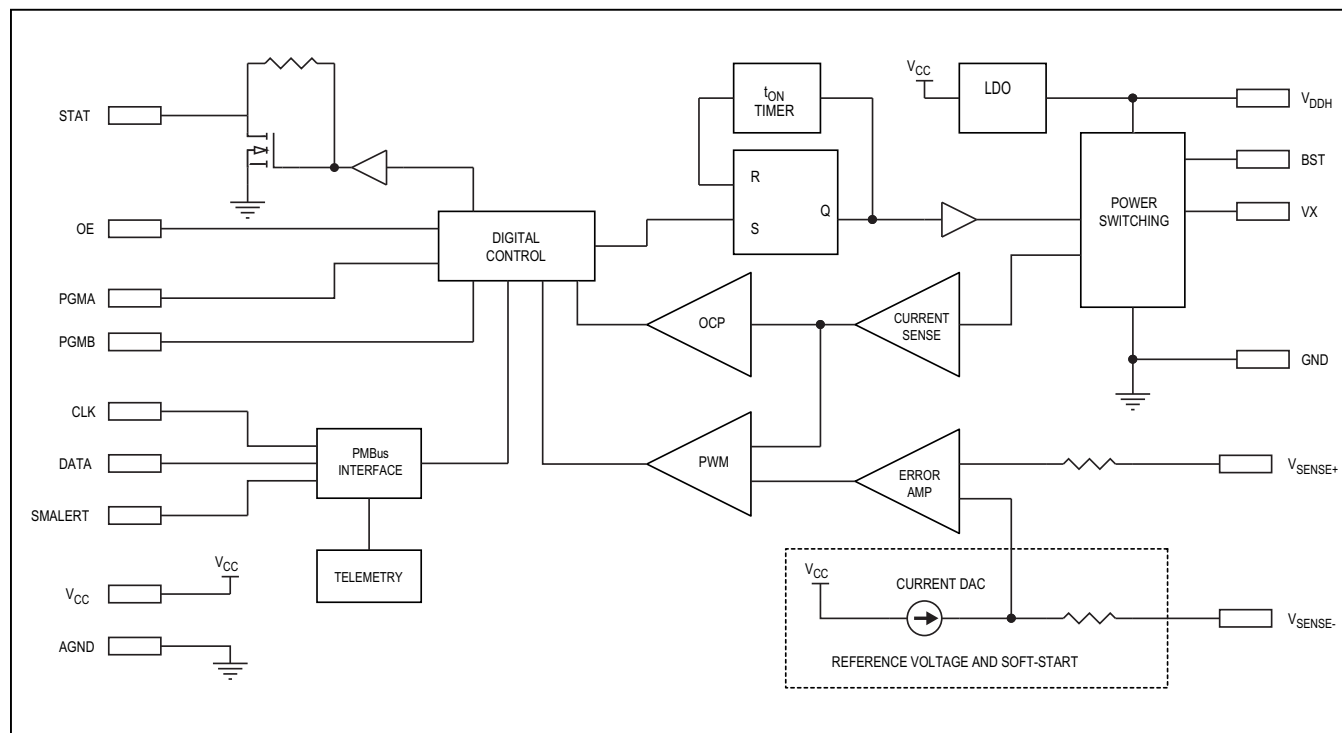 STAT
OE
PGMA
PGMB
CLK
DATA
SMALERT
VCC
AGND
VCC
DIGITAL
CONTROL
PMBus
INTERFACE
TELEMETRY
tON
TIMER
R
S
Q
OCP
CURRENT
SENSE
PWM
ERROR
AMP
VCC
LDO
POWER
SWITCHING
VDDH
BST
VX
GND
VSENSE+
VSENSE-
VCC
CURRENT DAC
REFERENCE VOLTAGE AND SOFT-START